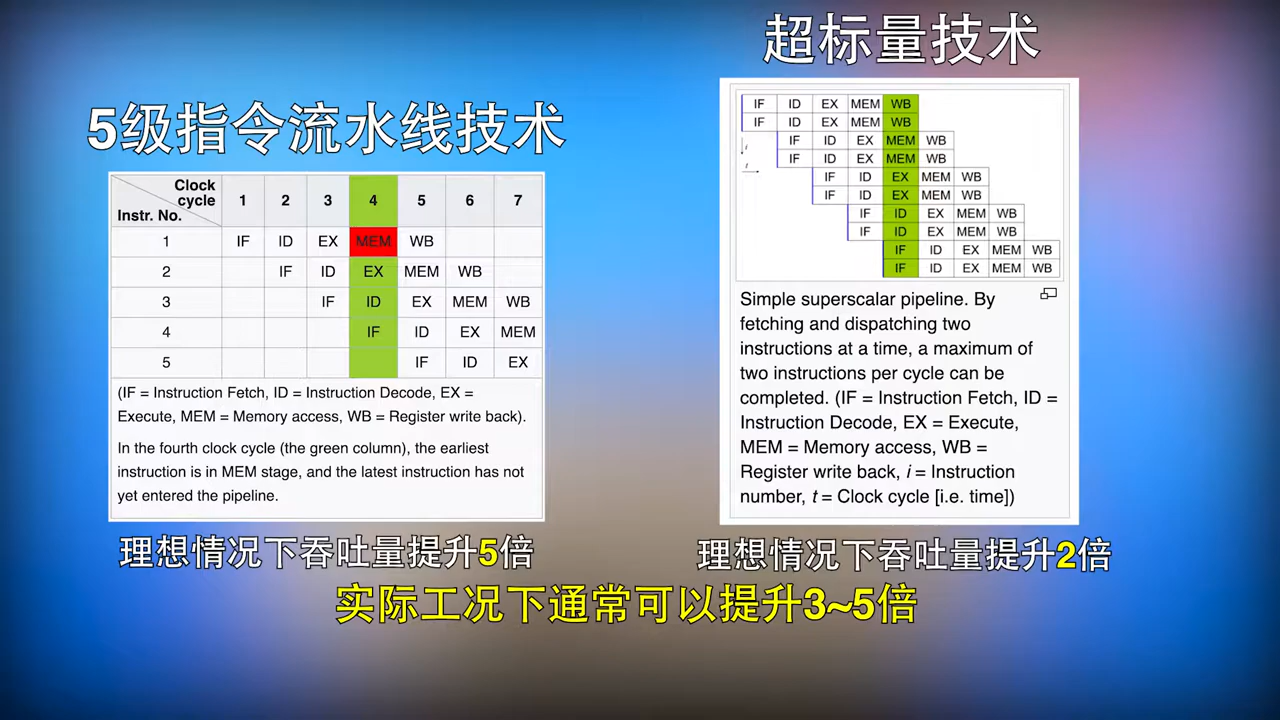 超标量技术
5级指令流水线技术
Clock cycle
Instr. No.
1 2 3 4 5 6 7
1 IF ID EX MEM WB
2 IF ID EX MEM WB
3 IF ID EX MEM WB
4 IF ID EX MEM
5 IF ID EX
(IF = Instruction Fetch, ID = Instruction Decode, EX =
Execute, MEM = Memory access, WB = Register write back).
In the fourth clock cycle (the green column), the earliest
instruction is in MEM stage, and the latest instruction has not
yet entered the pipeline.
IF ID EX MEM WB
IF ID EX MEM WB
IF ID EX MEM WB
IF ID EX MEM WB
IF ID EX MEM WB
IF ID EX MEM WB
IF ID EX MEM WB
IF ID EX MEM WB
IF ID EX MEM WB
IF ID EX MEM WB
i
t
Simple superscalar pipeline. By
fetching and dispatching two
instructions at a time, a maximum of
two instructions per cycle can be
completed. (IF = Instruction Fetch, ID =
Instruction Decode, EX = Execute,
MEM = Memory access, WB =
Register write back, i = Instruction
number, t = Clock cycle [i.e. time])
理想情况下吞吐量提升5倍
理想情况下吞吐量提升2倍
实际工况下通常可以提升3~5倍